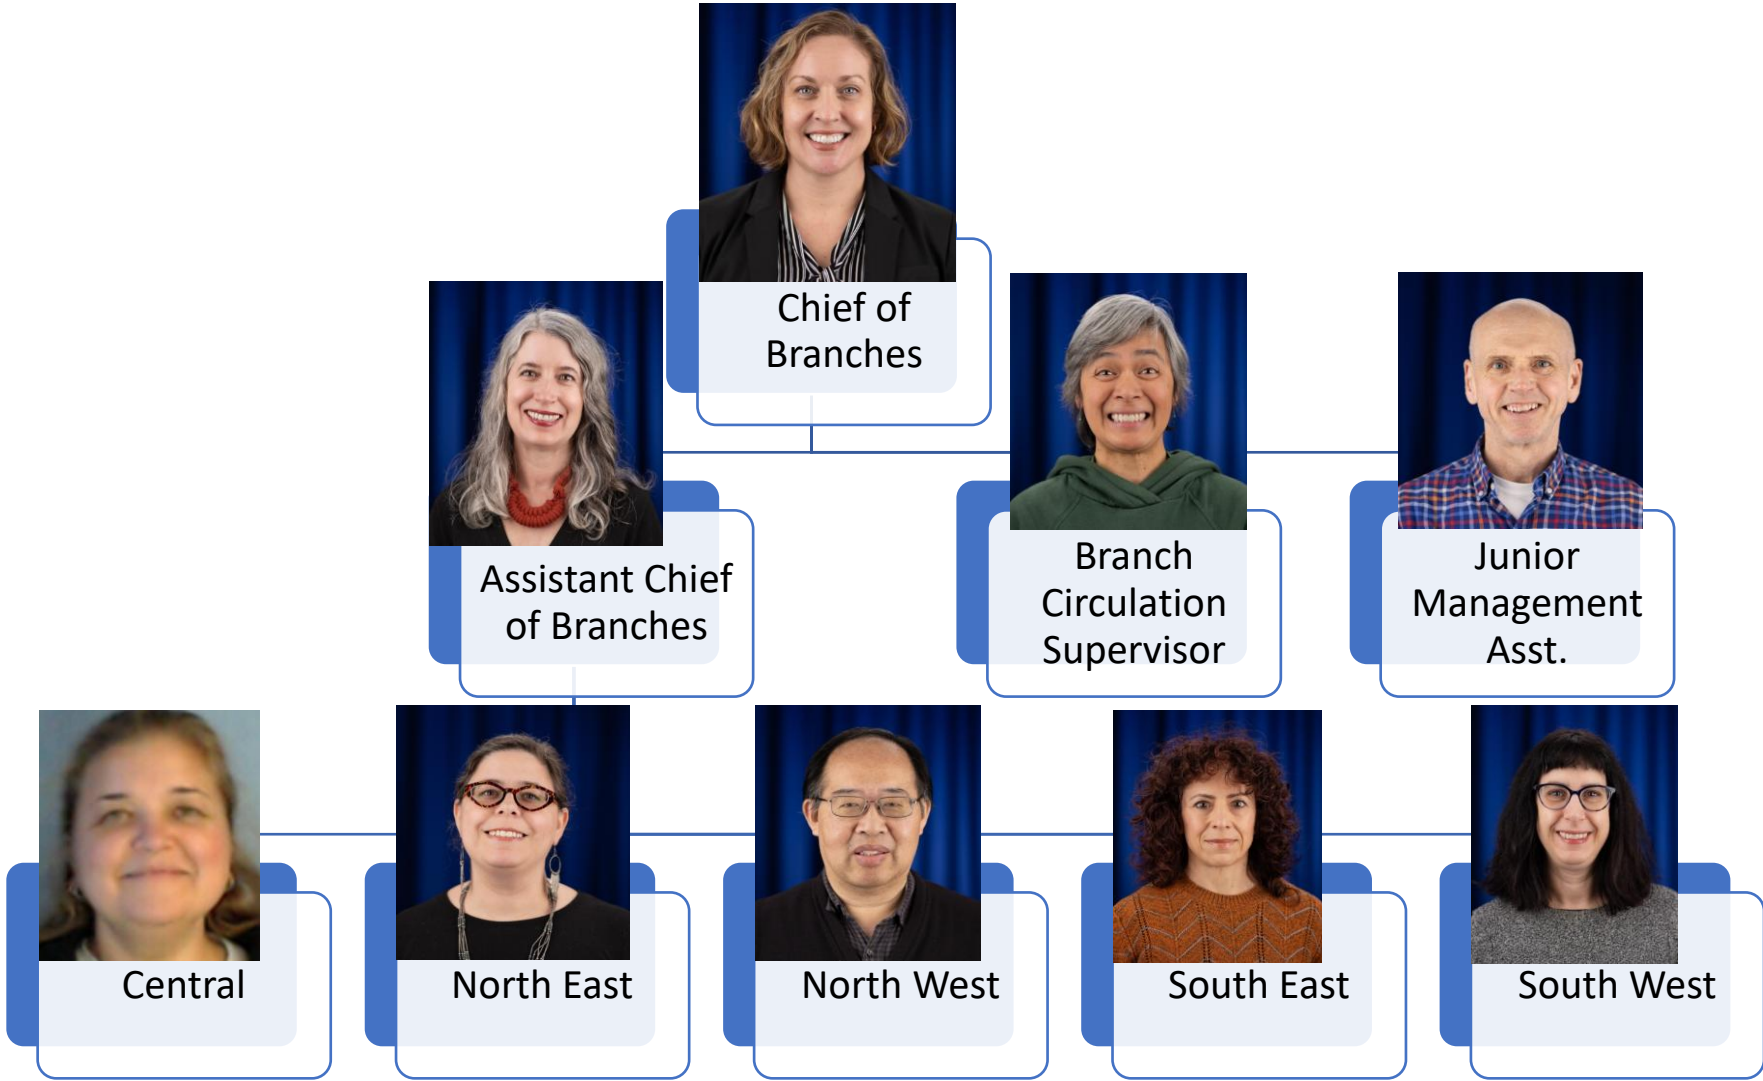 Chief of
Branches
Assistant Chief
of Branches
Branch
Circulation
Supervisor
Junior
Management
Asst.
Central
North East
North West
South East
South West